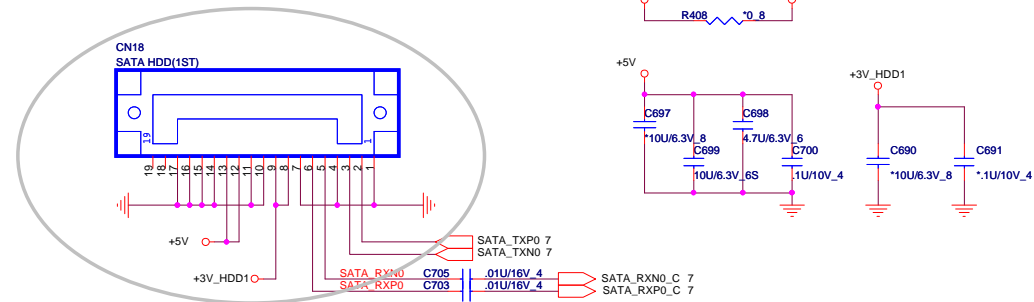 R408 *0_8
CN18
SATA HDD(1ST)
19 1
19 18 17 16 15 14 13 12 11 10 9 8 7 6 5 4 3 2 1
+5V
+3V_HDD1
SATA_TXP0 7
SATA_TXN0 7
SATA_RXN0 C705 .01U/16V_4 SATA_RXN0_C 7
SATA_RXP0 C703 .01U/16V_4 SATA_RXP0_C 7
+5V
C697
*10U/6.3V_8
C698
4.7U/6.3V_6
C699
10U/6.3V_6S
C700
.1U/10V_4
+3V_HDD1
C690
*10U/6.3V_8
C691
*.1U/10V_4